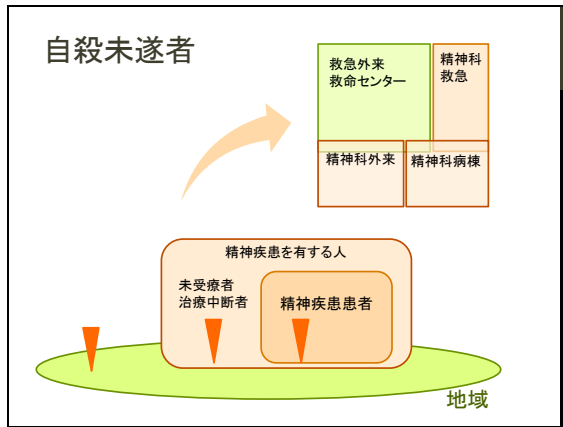 自殺未遂者
救急外来
救命センター
精神科
救急
精神科外来
精神科病棟
精神疾患を有する人
未受療者
治療中断者
精神疾患患者
地域